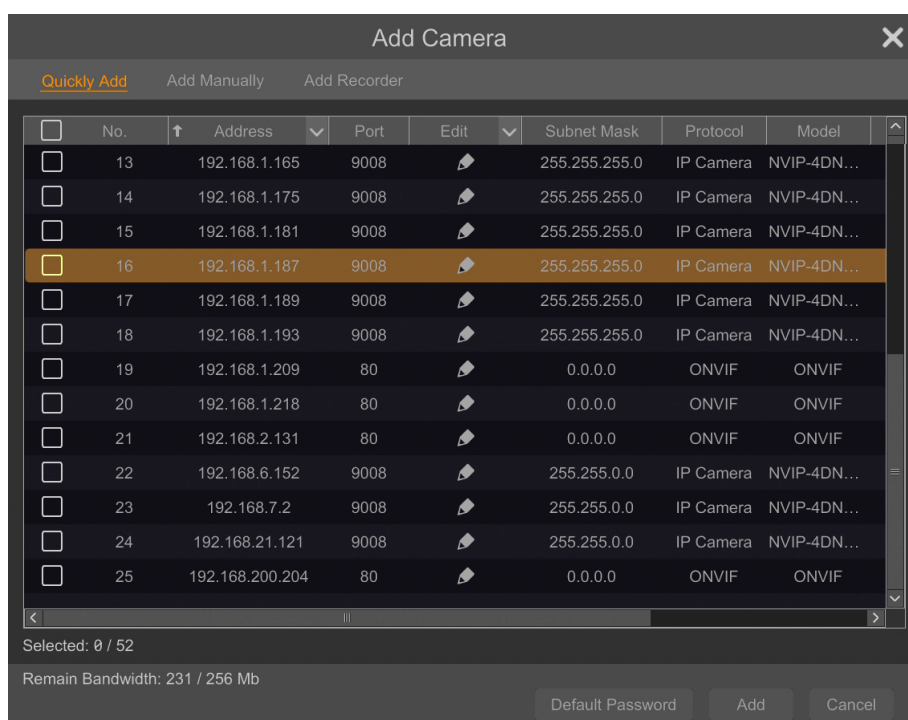 Add Camera
Quickly Add Add Manually Add Recorder
No. Address Port Edit Subnet Mask Protocol Model
13 192.168.1.165 9008 255.255.255.0 IP Camera NVIP-4DN...
14 192.168.1.175 9008 255.255.255.0 IP Camera NVIP-4DN...
15 192.168.1.181 9008 255.255.255.0 IP Camera NVIP-4DN...
16 192.168.1.187 9008 255.255.255.0 IP Camera NVIP-4DN...
17 192.168.1.189 9008 255.255.255.0 IP Camera NVIP-4DN...
18 192.168.1.193 9008 255.255.255.0 IP Camera NVIP-4DN...
19 192.168.1.209 80 0.0.0.0 ONVIF ONVIF
20 192.168.1.218 80 0.0.0.0 ONVIF ONVIF
21 192.168.2.131 80 0.0.0.0 ONVIF ONVIF
22 192.168.6.152 9008 255.255.0.0 IP Camera NVIP-4DN...
23 192.168.7.2 9008 255.255.0.0 IP Camera NVIP-4DN...
24 192.168.21.121 9008 255.255.0.0 IP Camera NVIP-4DN...
25 192.168.200.204 80 0.0.0.0 ONVIF ONVIF
Selected: 0 / 52
Remain Bandwidth: 231 / 256 Mb
Default Password Add Cancel